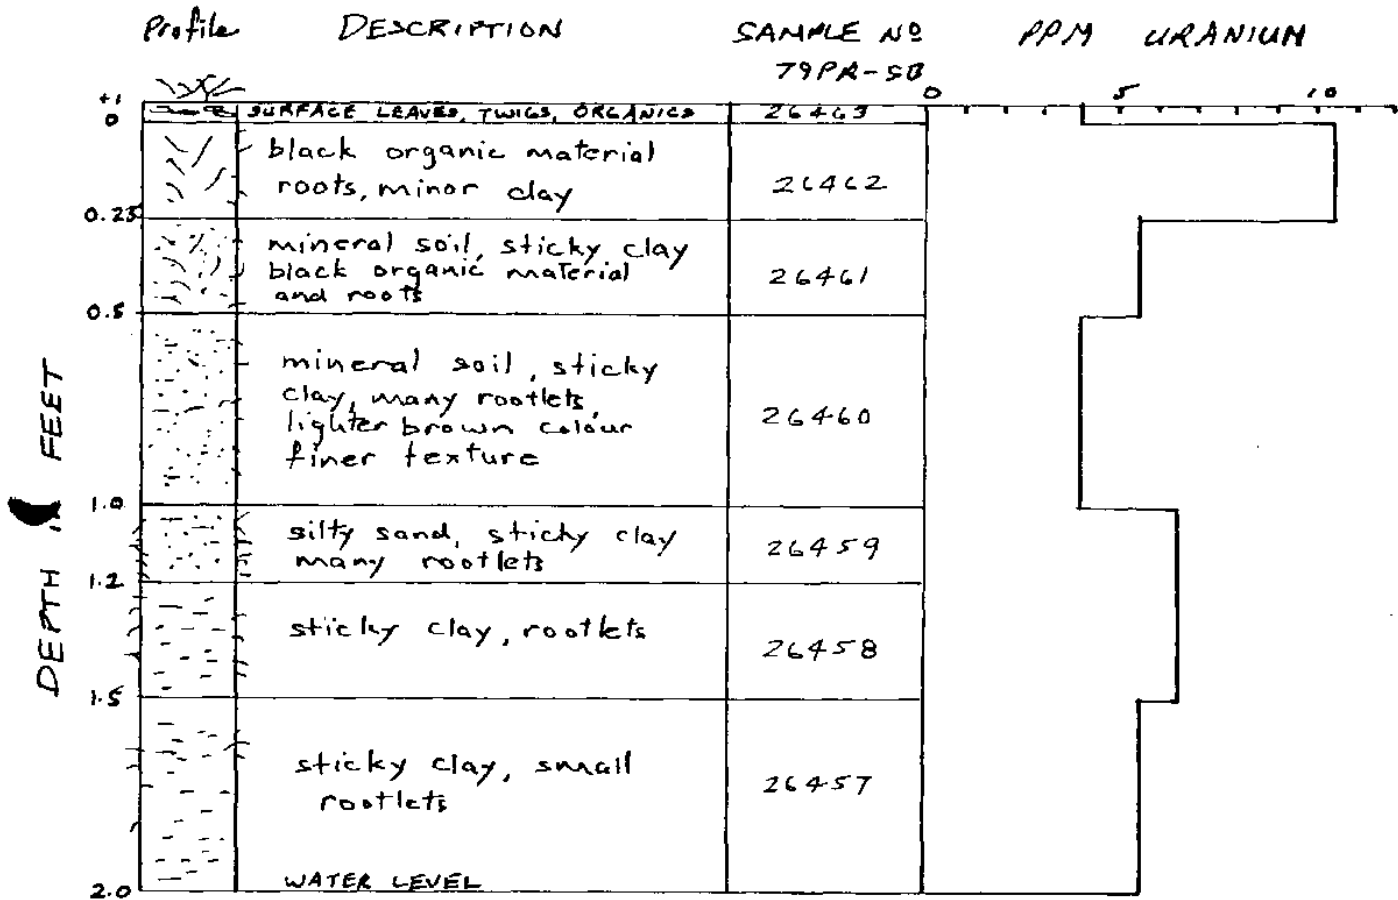 Profile DESCRIPTION SAMPLE Nº PPM URANIUM
79PR-SB
0 5 10
+1 SURFACE LEAVES, TWIGS, ORGANICS 26463
0
black organic material
roots, minor clay 26462
0.25
mineral soil, sticky clay
black organic material 26461
and roots
0.5
mineral soil, sticky
clay, many rootlets,
lighter brown colour 26460
finer texture
1.0
silty sand, sticky clay 26459
many rootlets
1.2
sticky clay, rootlets 26458
1.5
sticky clay, small 26457
rootlets
WATER LEVEL
2.0
DEPTH FEET